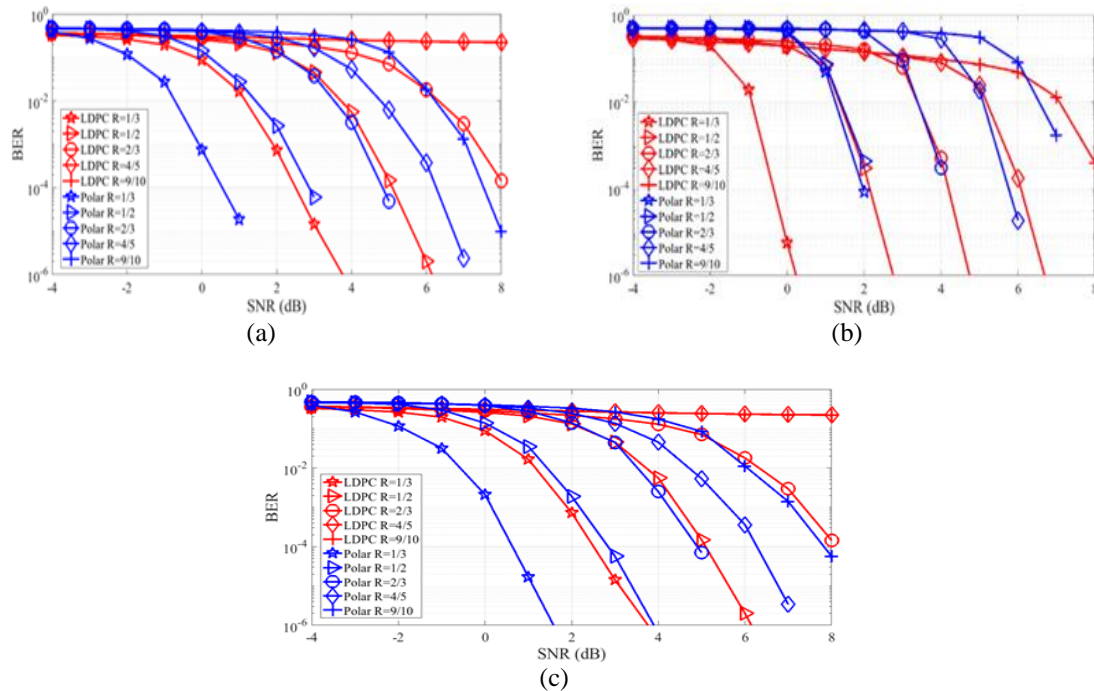 10^0
10^-2
10^-4
10^-6
BER
LDPC R=1/3
LDPC R=1/2
LDPC R=2/3
LDPC R=4/5
LDPC R=9/10
Polar R=1/3
Polar R=1/2
Polar R=2/3
Polar R=4/5
Polar R=9/10
-4 -2 0 2 4 6 8
SNR (dB)
(a)
10^0
10^-2
10^-4
10^-6
BER
LDPC R=1/3
LDPC R=1/2
LDPC R=2/3
LDPC R=4/5
LDPC R=9/10
Polar R=1/3
Polar R=1/2
Polar R=2/3
Polar R=4/5
Polar R=9/10
-4 -2 0 2 4 6 8
SNR (dB)
(b)
10^0
10^-2
10^-4
10^-6
BER
LDPC R=1/3
LDPC R=1/2
LDPC R=2/3
LDPC R=4/5
LDPC R=9/10
Polar R=1/3
Polar R=1/2
Polar R=2/3
Polar R=4/5
Polar R=9/10
-4 -2 0 2 4 6 8
SNR (dB)
(c)